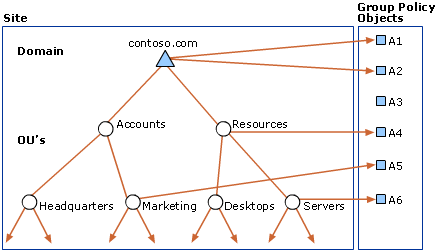 Site
Group Policy
Objects
Domain
contoso.com
A1
A2
A3
Accounts
Resources
A4
OU's
A5
Headquarters
Marketing
Desktops
Servers
A6